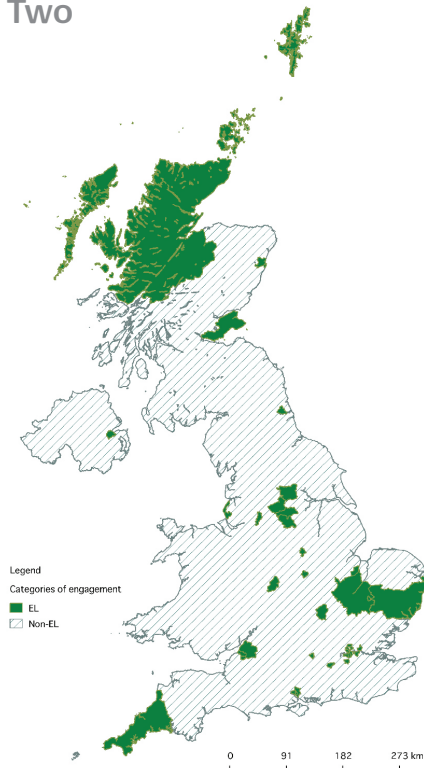 Two
Legend
Categories of engagement
EL
Non-EL
0 91 182 273 km